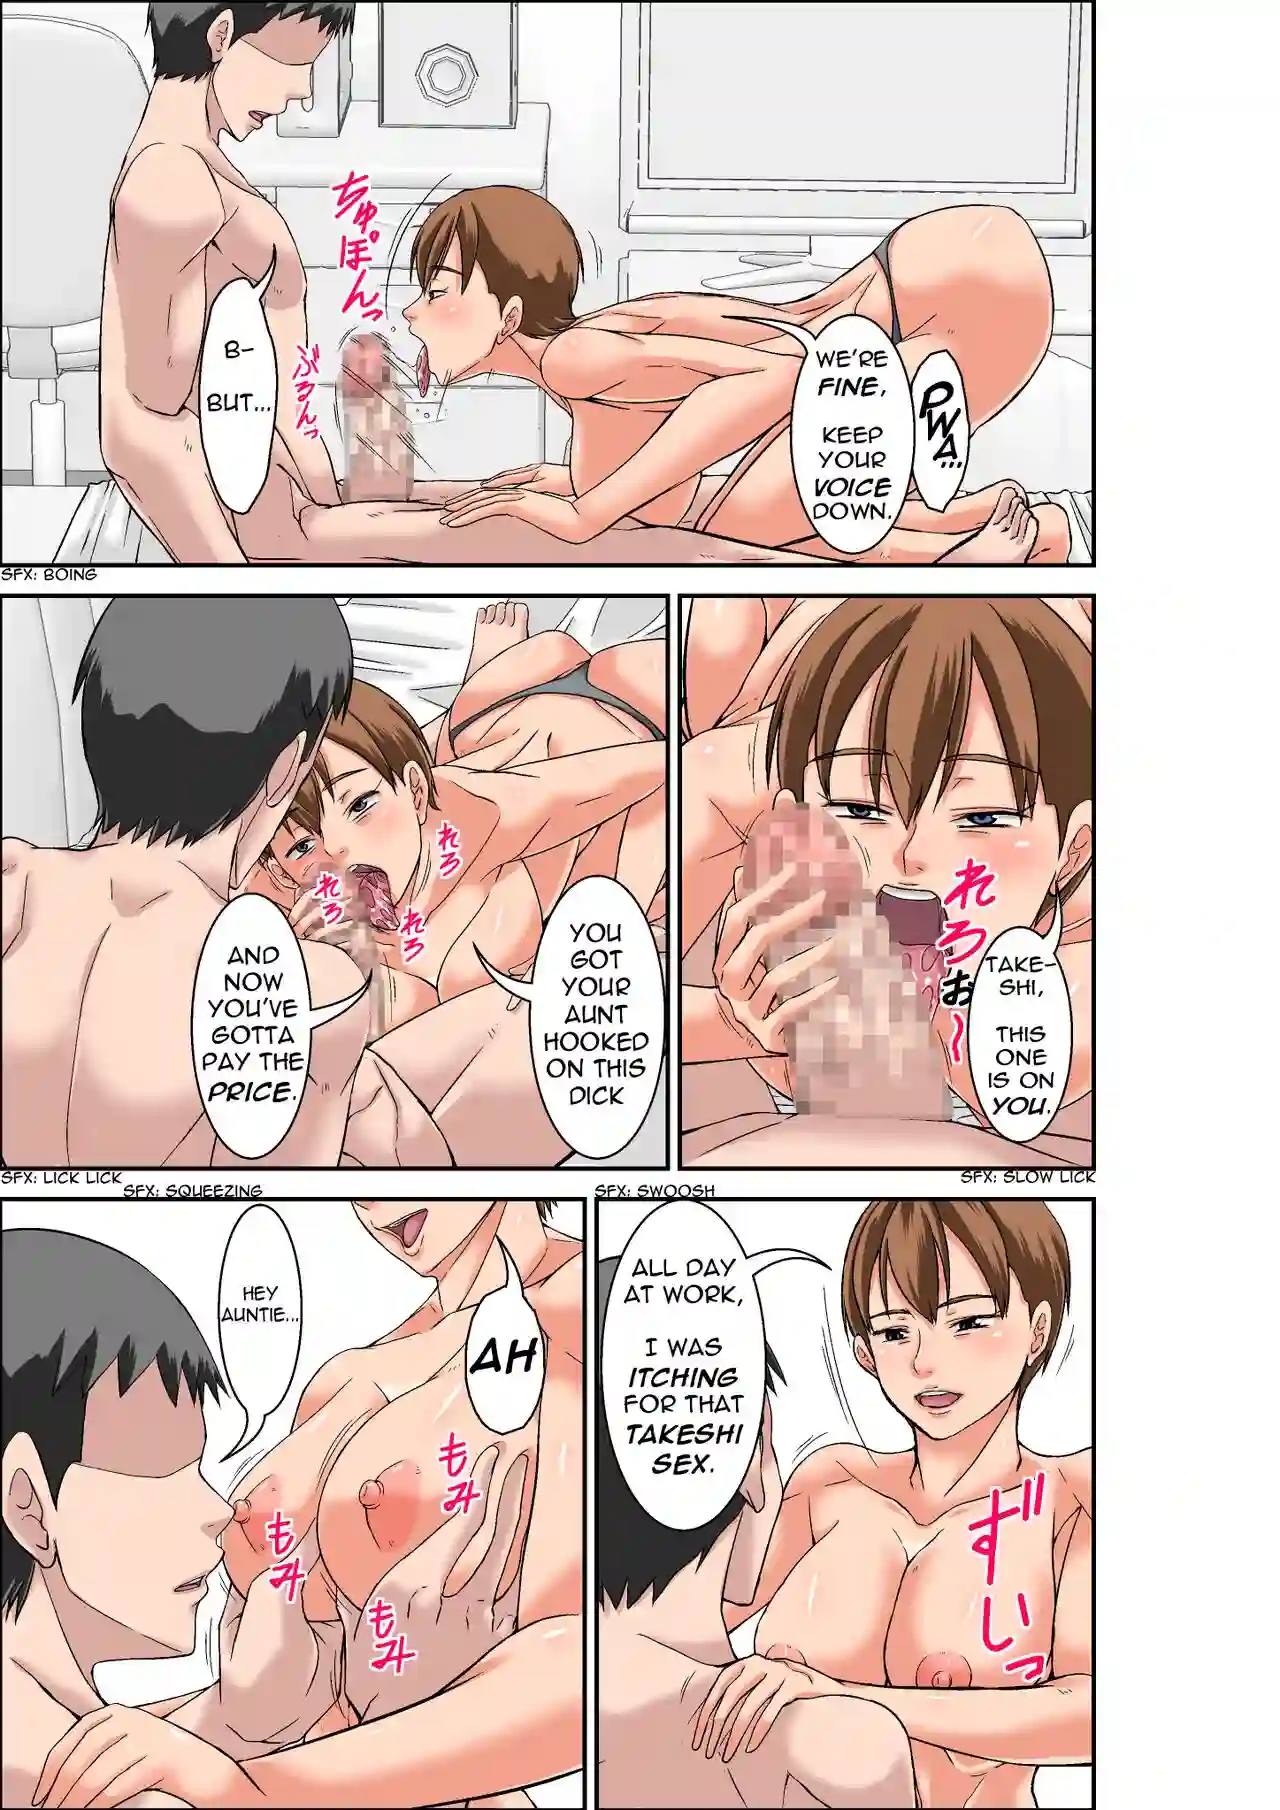 WE'RE
FINE,
KEEP
YOUR
VOICE
DOWN.
PWA...
ちゅぽんっ
ぶるんっ
B-
BUT...
SFX: BOING
TAKE-
SHI,
THIS
ONE
IS ON
YOU.
れろぉ〜
SFX: SLOW LICK
YOU
GOT
YOUR
AUNT
HOOKED
ON THIS
DICK
れろ
れろ
れろ
AND
NOW
YOU'VE
GOTTA
PAY THE
PRICE.
SFX: LICK LICK
SFX: SWOOSH
ALL DAY
AT WORK,
I WAS
ITCHING
FOR THAT
TAKESHI
SEX.
ずいっ
SFX: SQUEEZING
AH
HEY
AUNTIE...
もみ
もみ
もみ